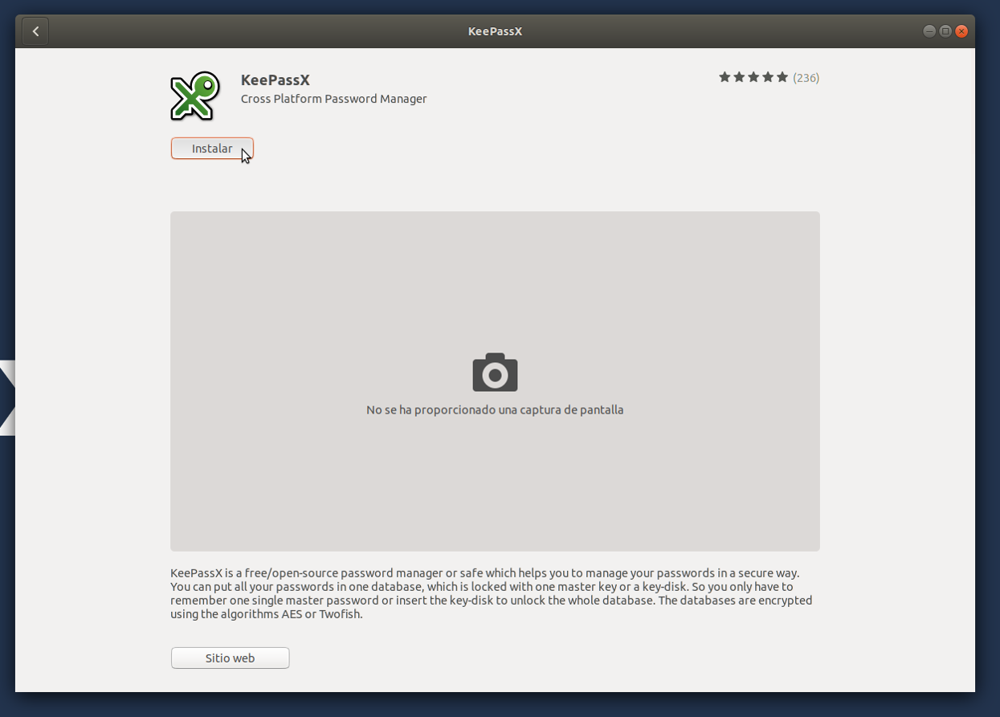 KeePassX
KeePassX
(236)
Cross Platform Password Manager
Instalar
No se ha proporcionado una captura de pantalla
KeePassX is a free/open-source password manager or safe which helps you to manage your passwords in a secure way.
You can put all your passwords in one database, which is locked with one master key or a key-disk. So you only have to
remember one single master password or insert the key-disk to unlock the whole database. The databases are encrypted
using the algorithms AES or Twofish.
Sitio web